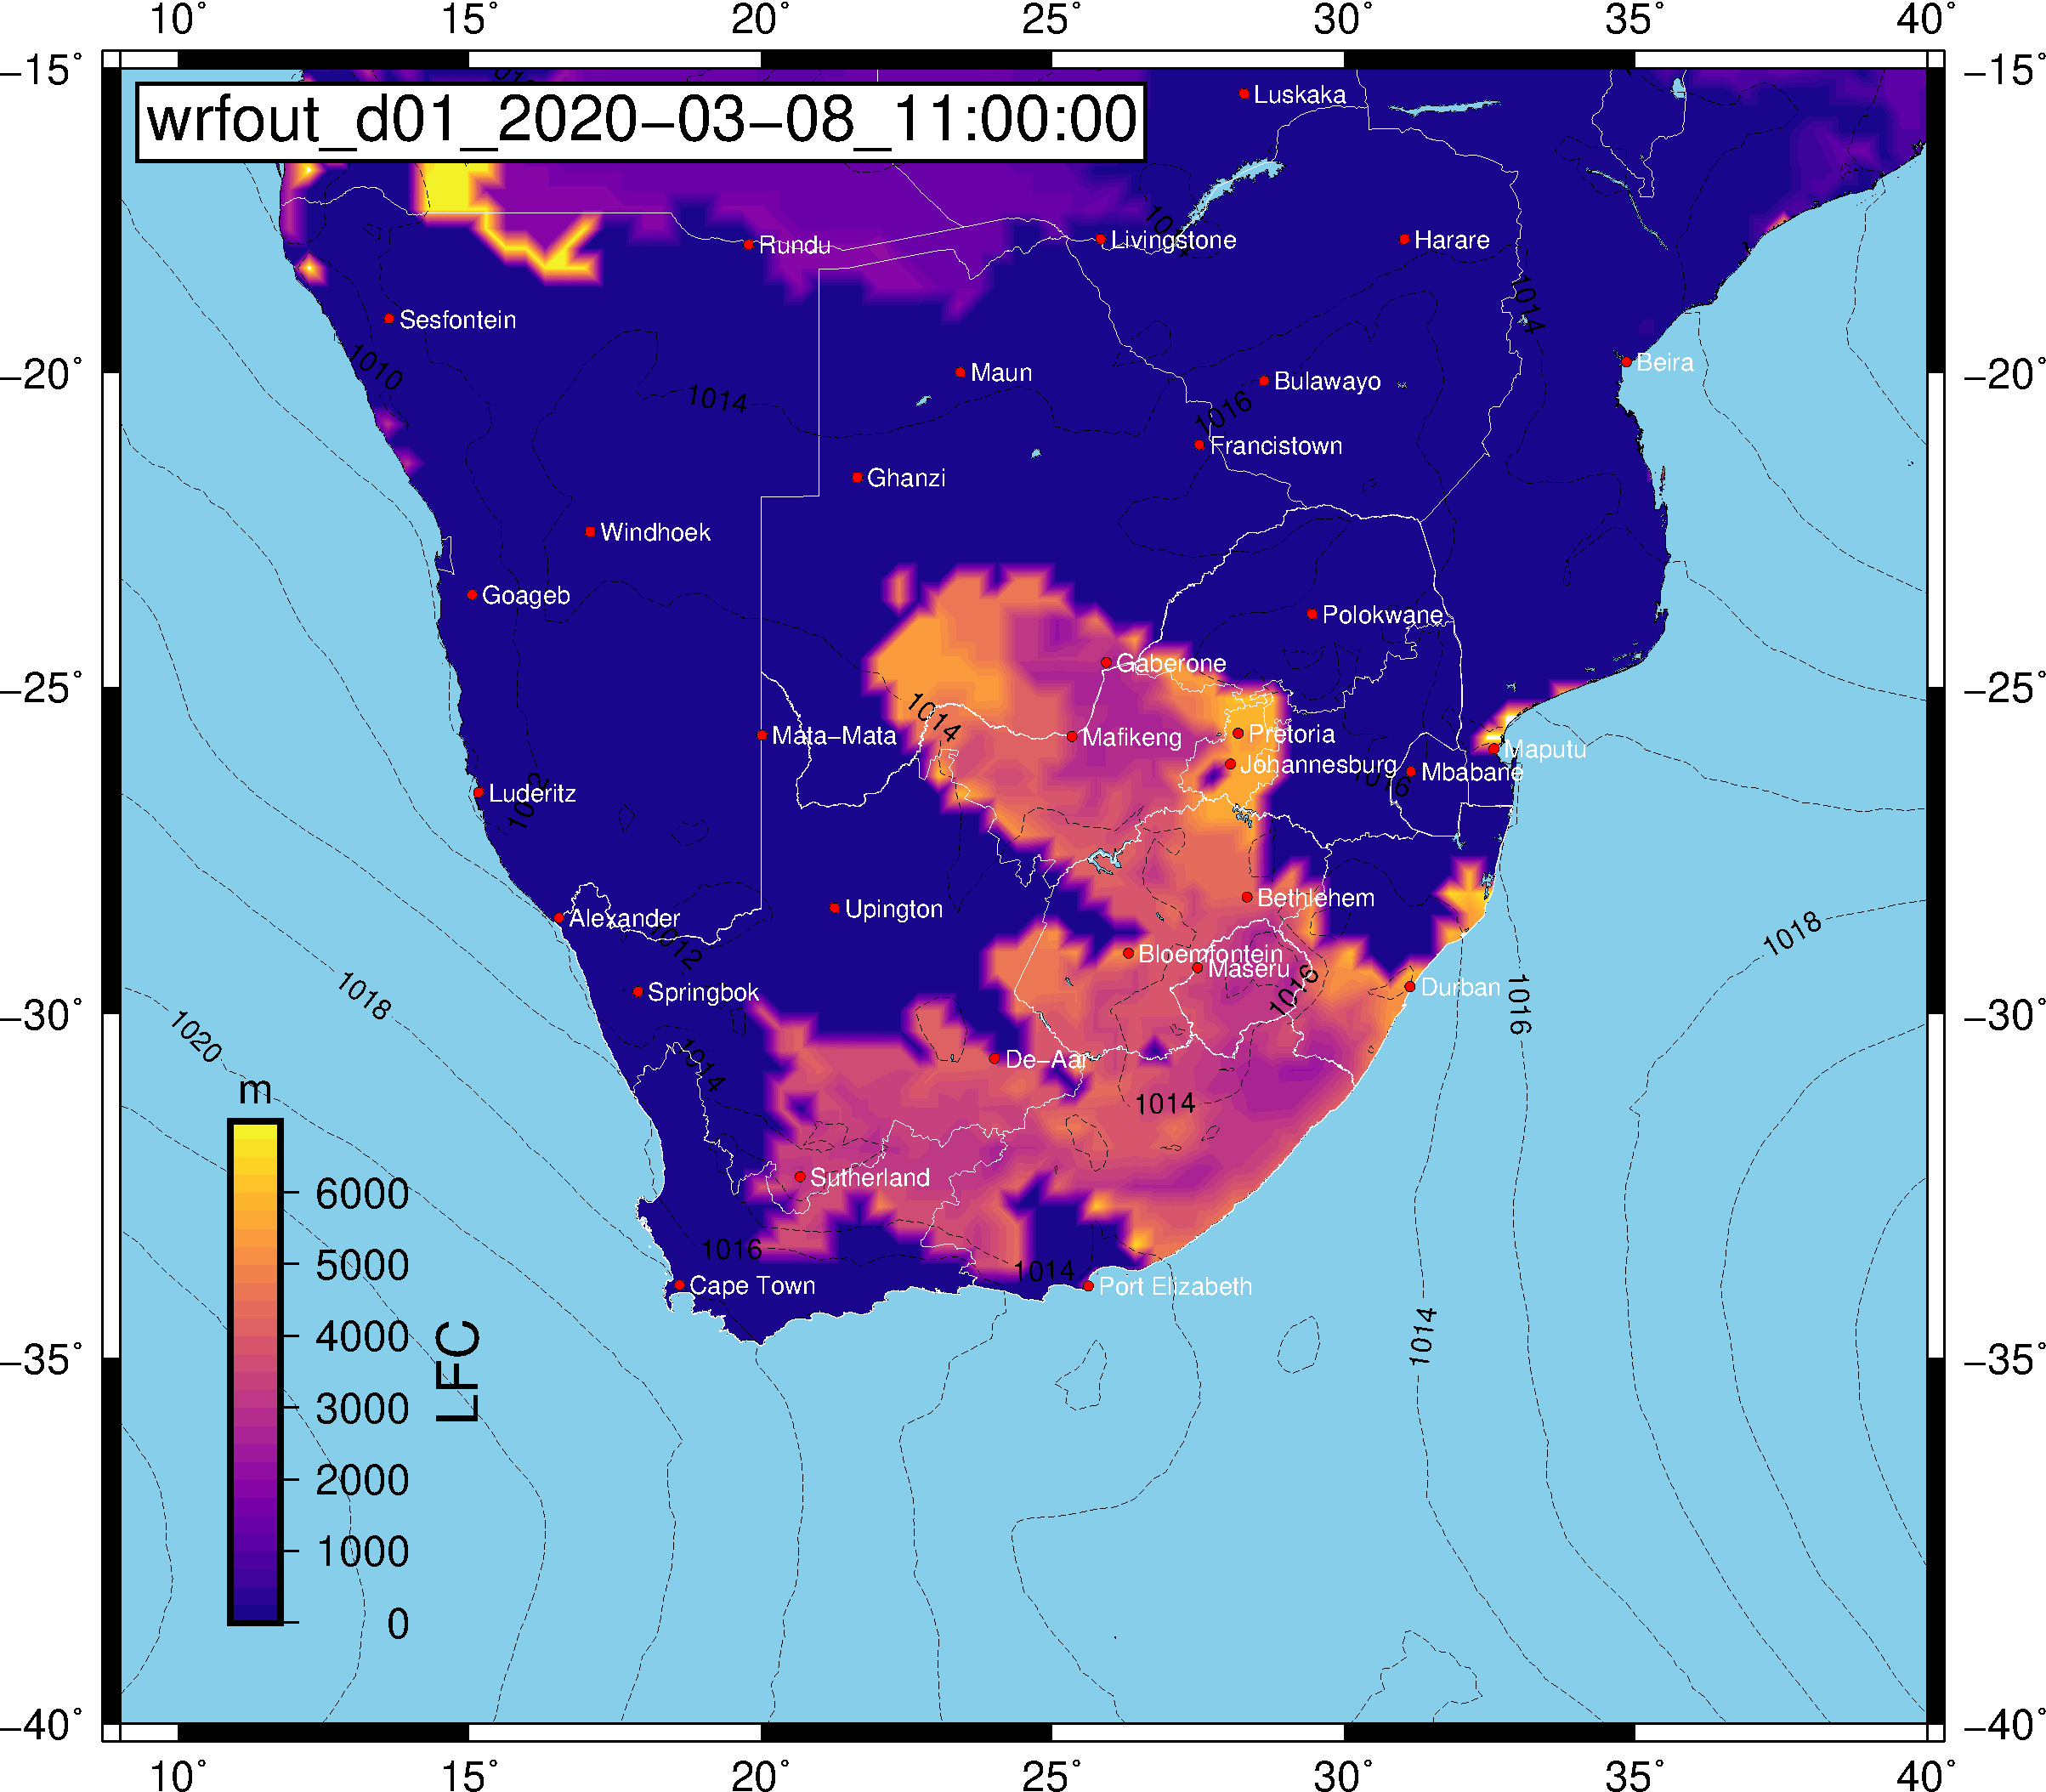 10° 15° 20° 25° 30° 35° 40°
−15° −15°
wrfout_d01_2020−03−08_11:00:00
Luskaka
Rundu
Livingstone
Harare
1014
Sesfontein
1010
−20° −20°
Maun
Bulawayo
Beira
1014
1016
Francistown
Ghanzi
Windhoek
Goageb
Polokwane
Gaberone
−25° −25°
1014
Mata−Mata
Mafikeng
Pretoria
Maputu
Johannesburg
Mbabane
1016
Luderitz
1012
Bethlehem
Upington
Alexander
1012
1018
Bloemfontein
Maseru
1016
Durban
Springbok
1018
1016
−30° −30°
1020
De−Aar
1014
1014
m
Sutherland
6000
5000
4000
3000
2000
1000
0
LFC
1016
1014
Cape Town
Port Elizabeth
1014
−35° −35°
−40° −40°
10° 15° 20° 25° 30° 35° 40°